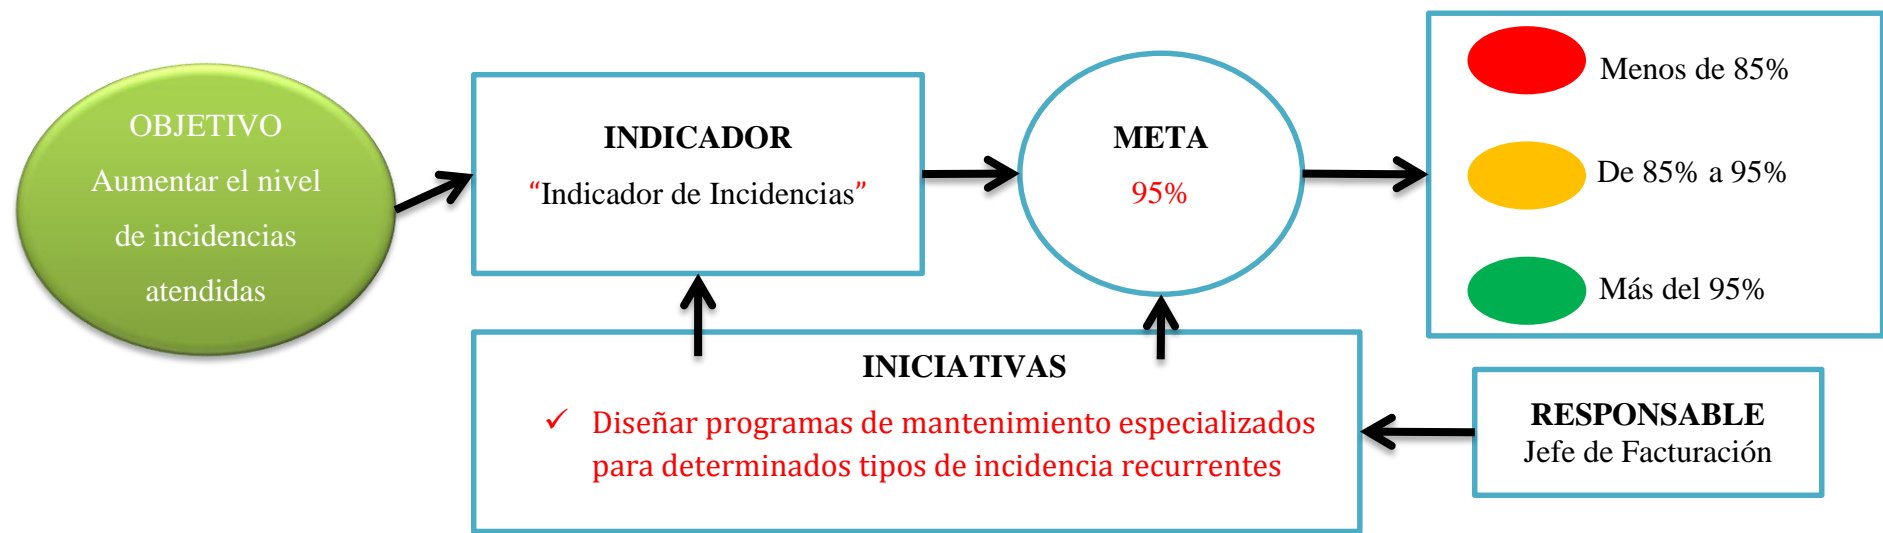 OBJETIVO
Aumentar el nivel
de incidencias
atendidas
INDICADOR
“Indicador de Incidencias”
META
95%
Menos de 85%
De 85% a 95%
Más del 95%
INICIATIVAS
✓ Diseñar programas de mantenimiento especializados
para determinados tipos de incidencia recurrentes
RESPONSABLE
Jefe de Facturación